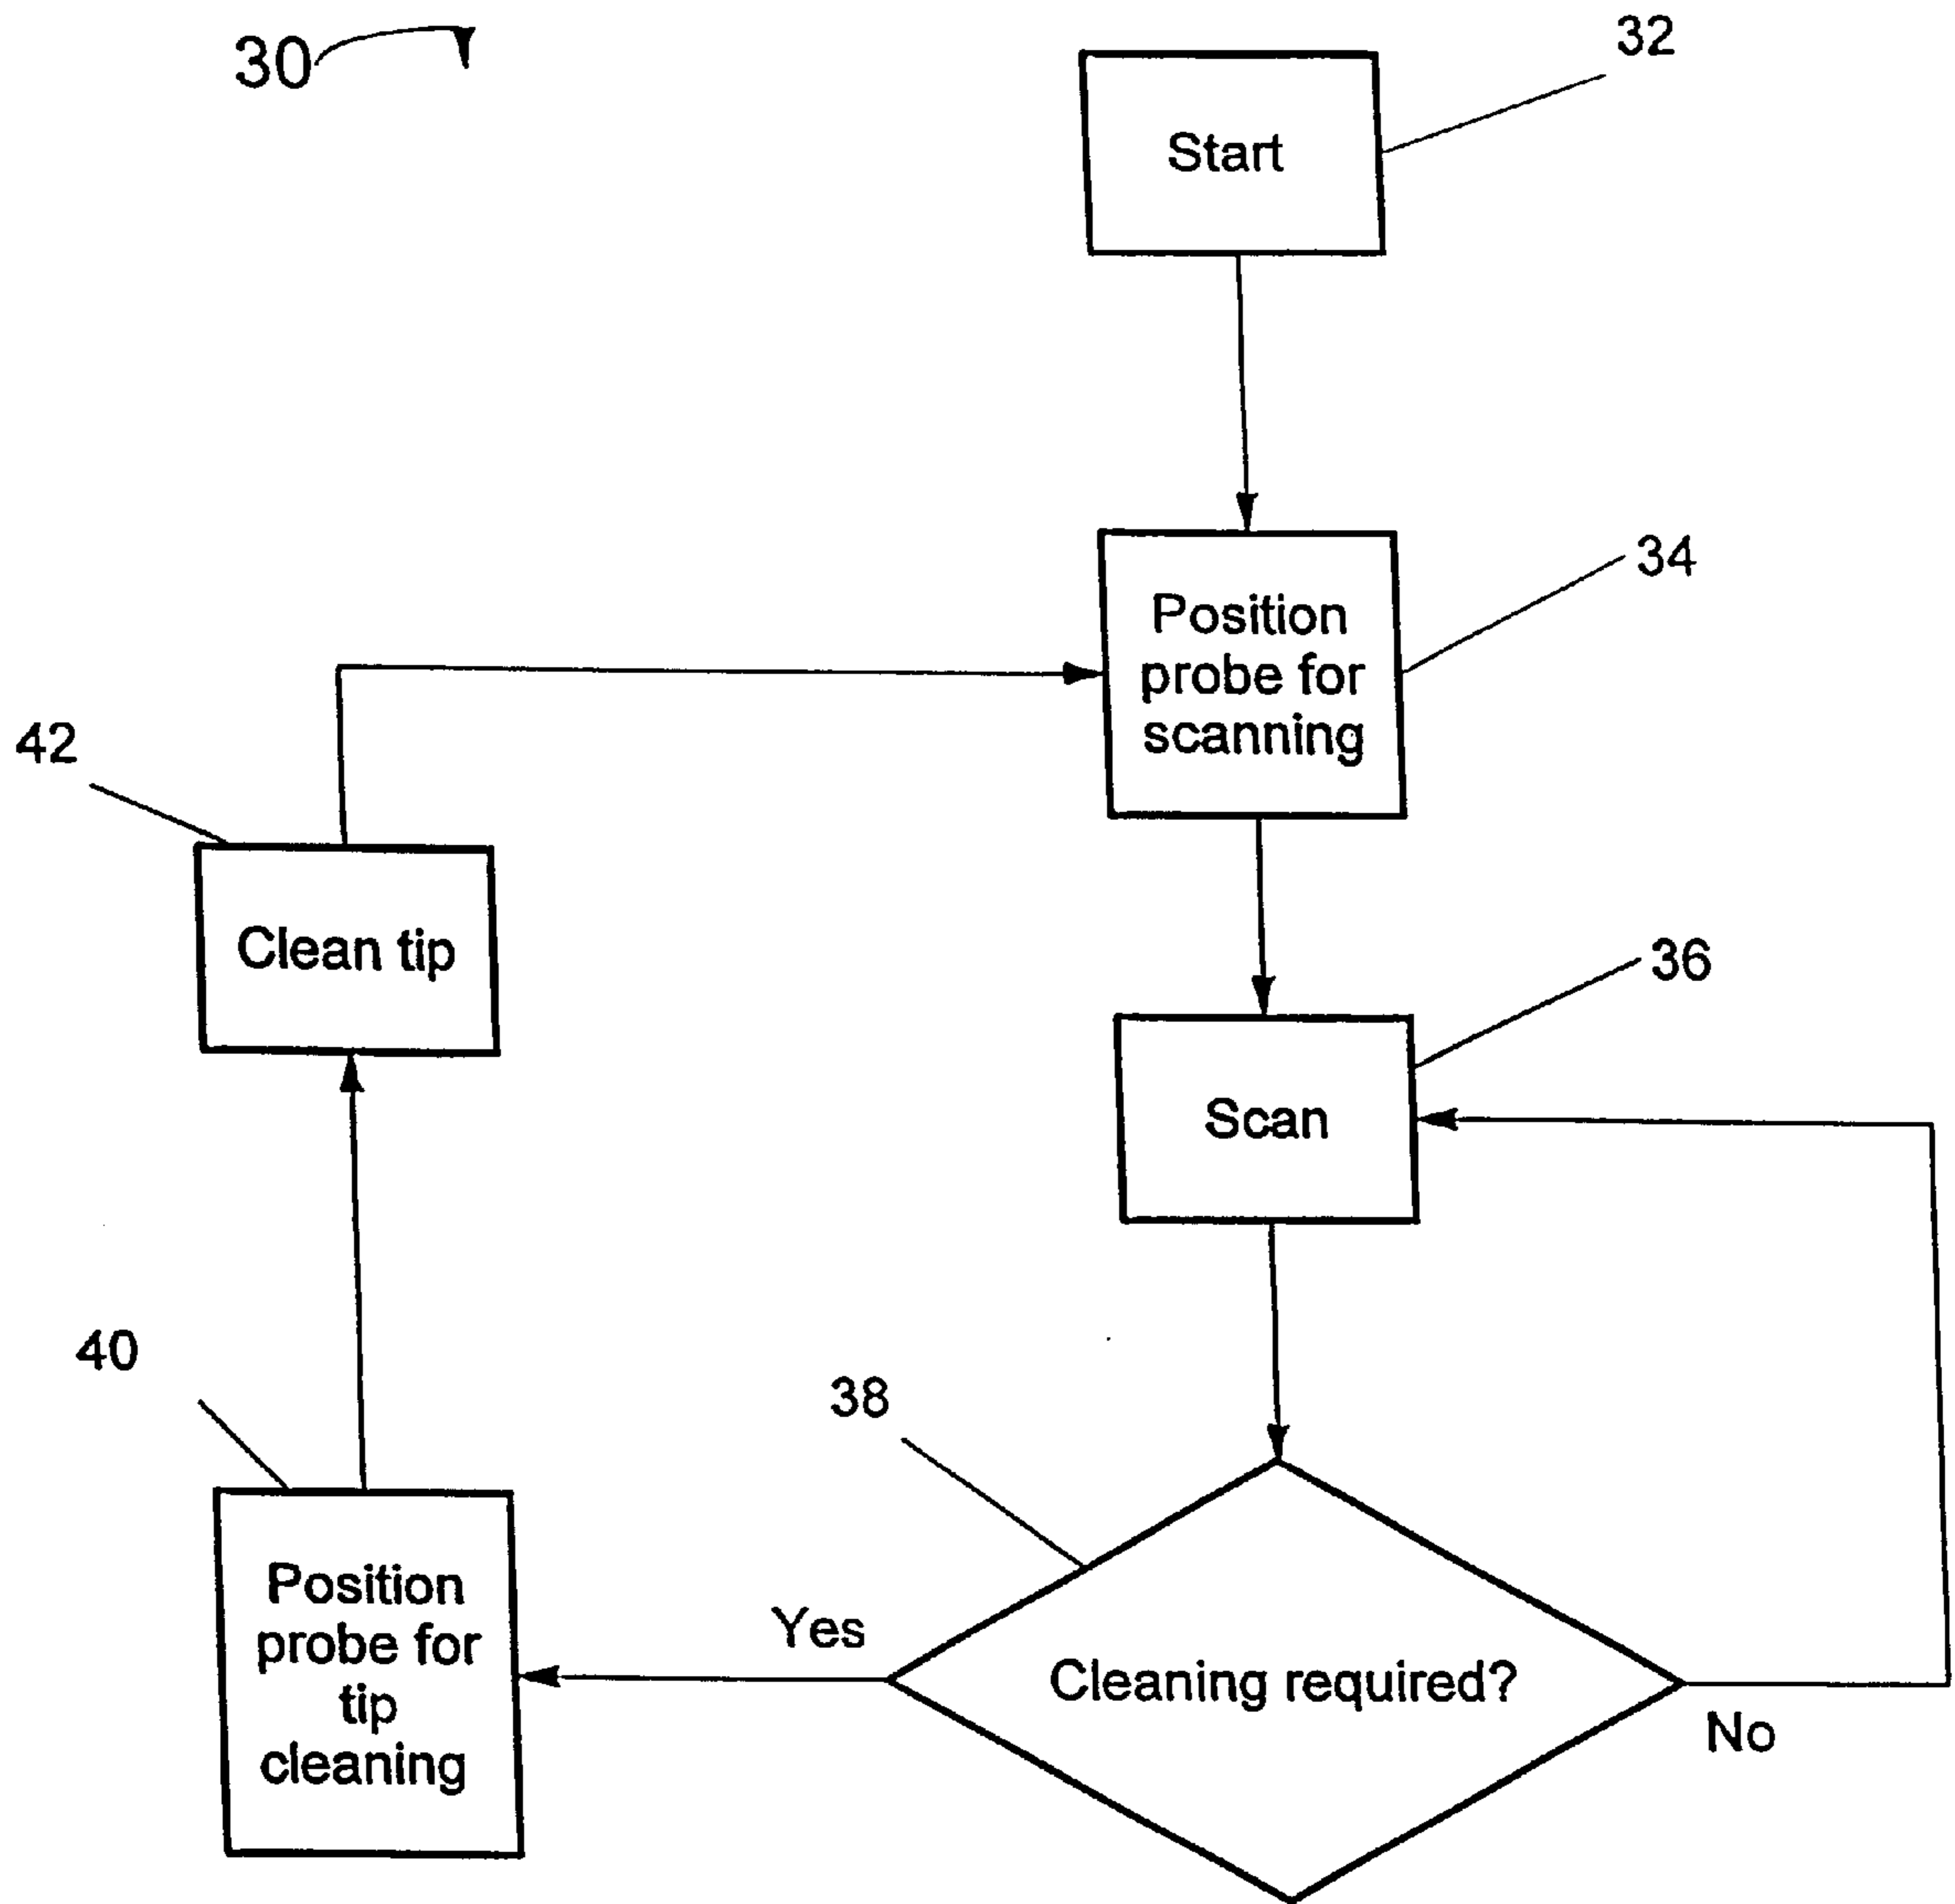 30
32
Start
34
Position
probe for
scanning
42
Clean tip
36
Scan
40
38
Position
probe for
tip
cleaning
Yes
Cleaning required?
No